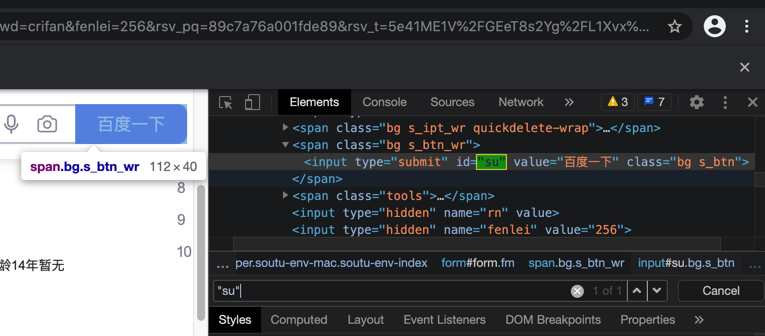 wd=crifan&fenlei=256&rsv_pq=89c7a76a001fde89&rsv_t=5e41ME1V%2FGEeT8s2Yg%2FL1Xvx%...
百度一下
span.bg.s_btn_wr 112×40
8
9
10
龄14年暂无
Elements Console Sources Network » 3 7
<span class="bg s_ipt_wr quickdelete-wrap">…</span>
<span class="bg s_btn_wr">
<input type="submit" id="su" value="百度一下" class="bg s_btn">
</span>
<span class="tools">…</span>
<input type="hidden" name="rn" value>
<input type="hidden" name="fenlei" value="256">
... per.soutu-env-mac.soutu-env-index form#form.fm span.bg.s_btn_wr input#su.bg.s_btn ...
"su" 1 of 1 Cancel
Styles Computed Layout Event Listeners DOM Breakpoints Properties »